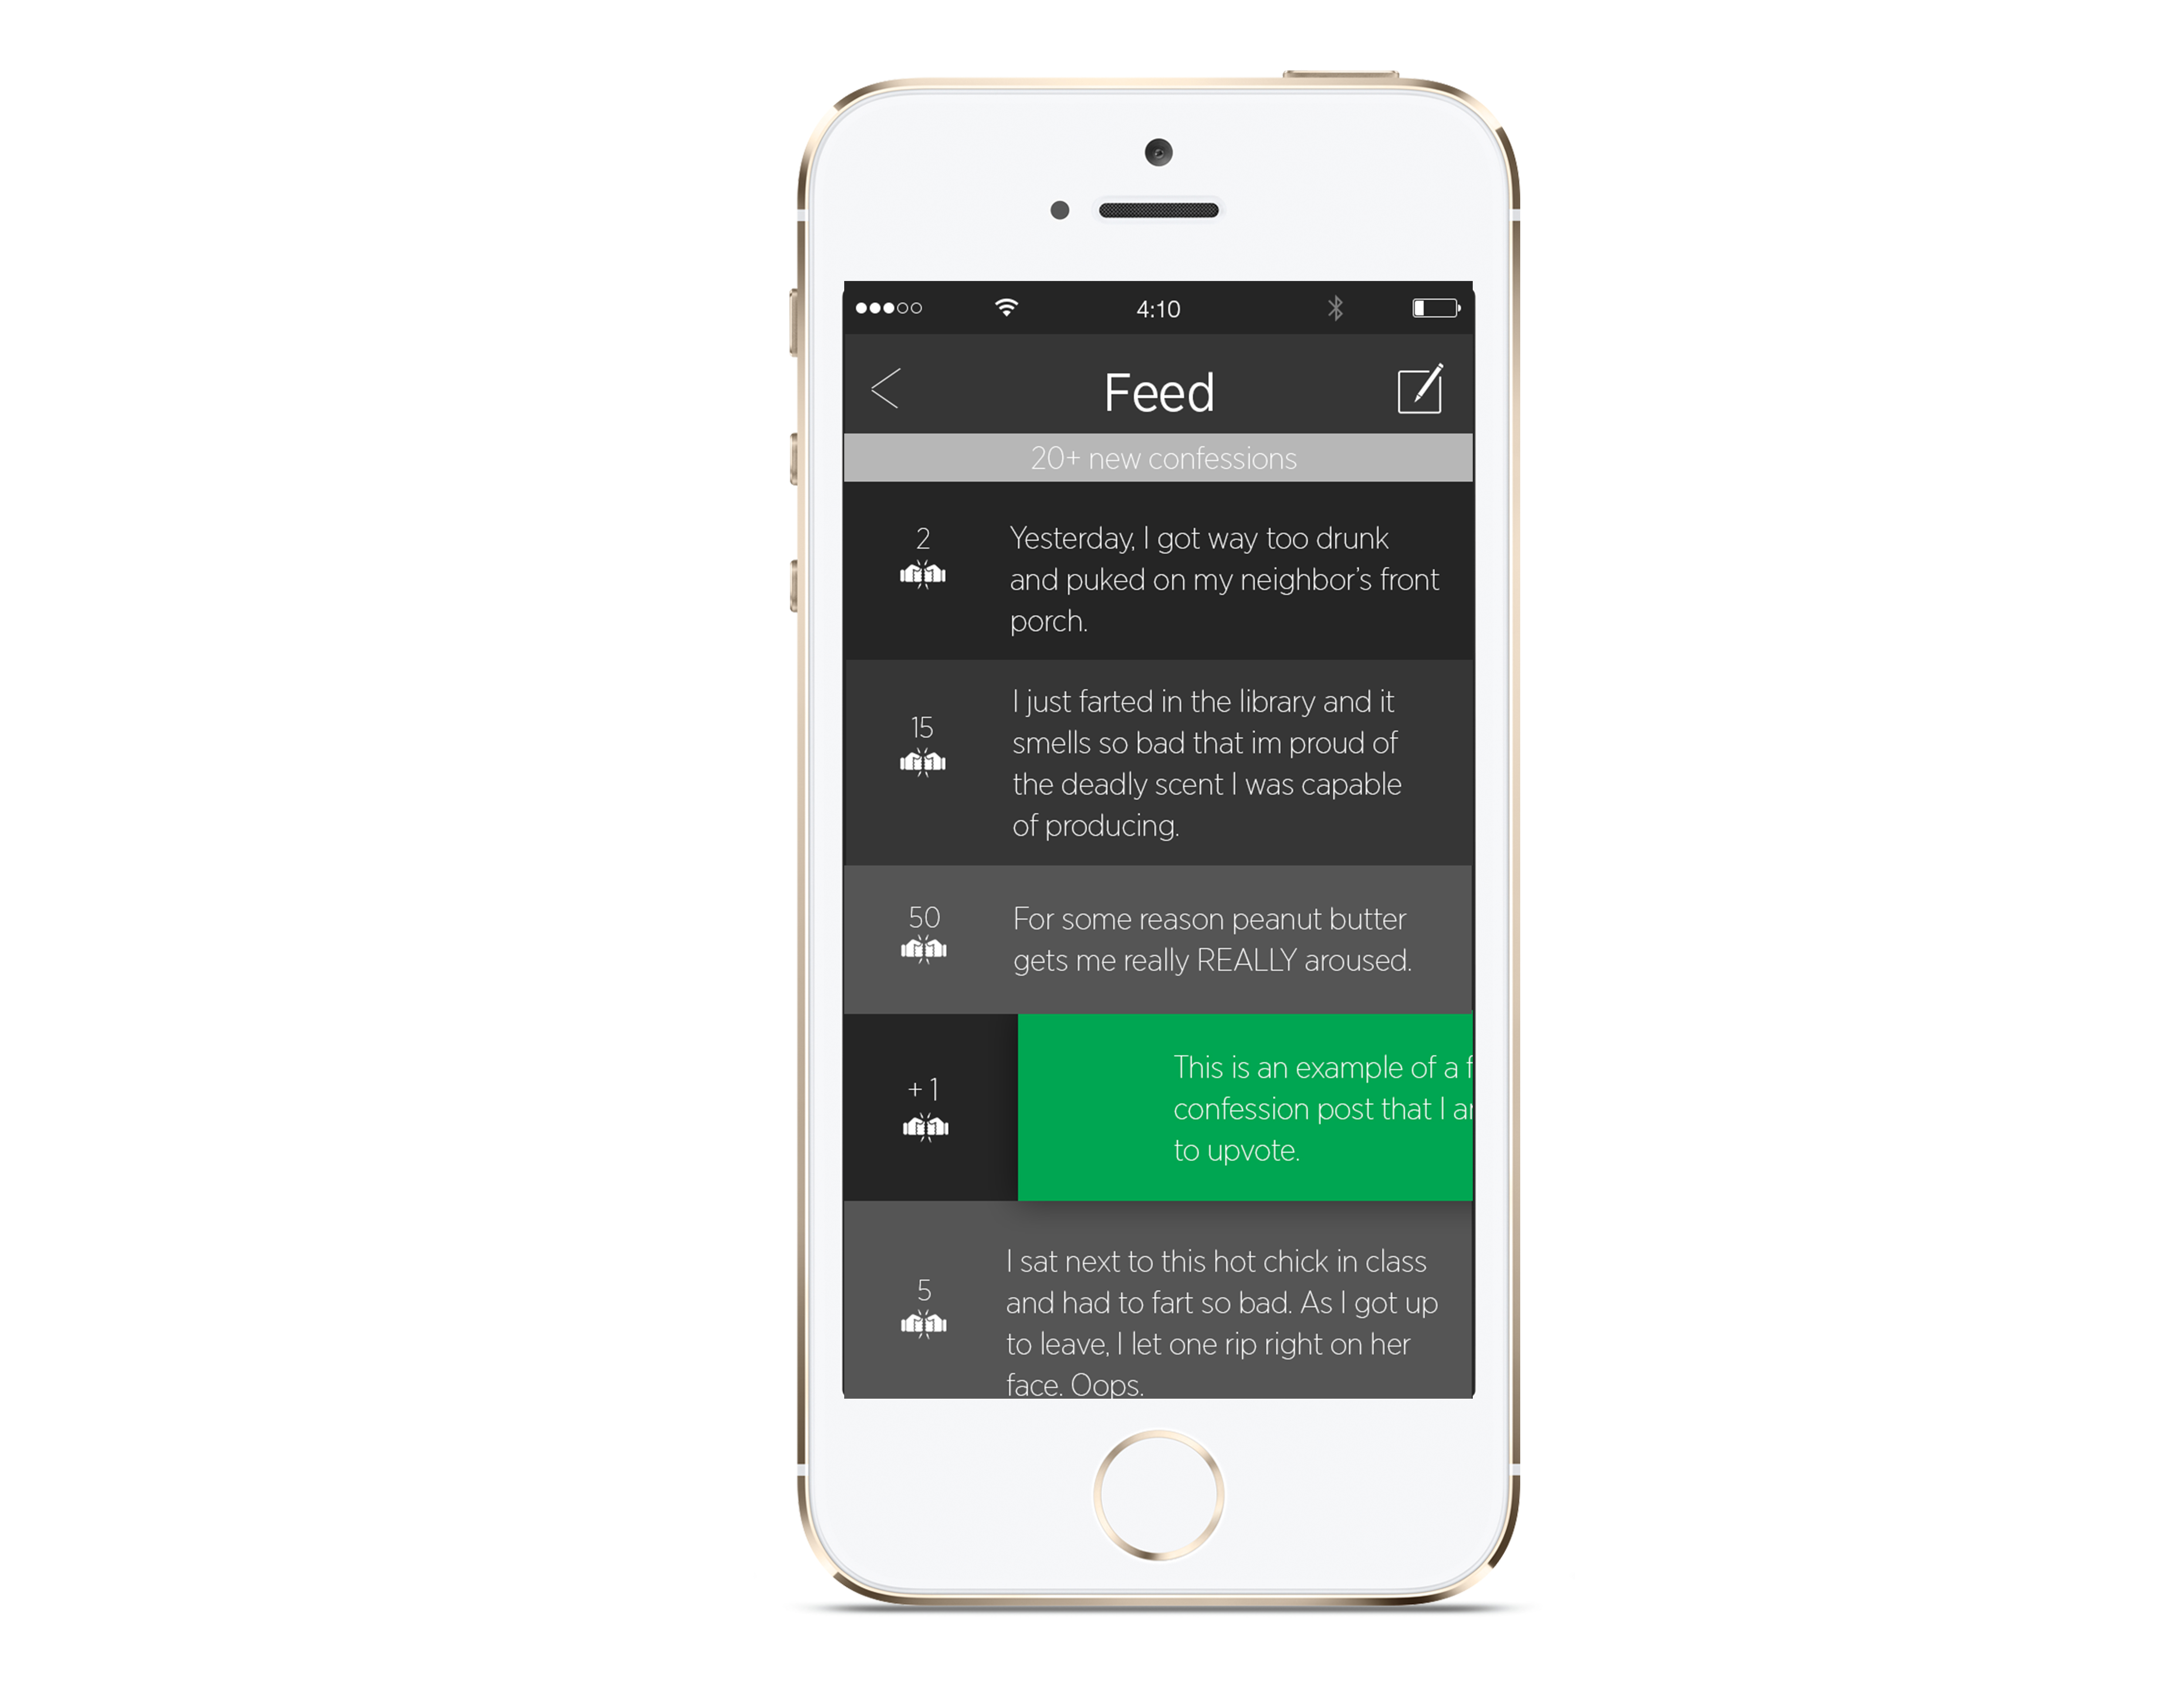 4:10
Feed
20+ new confessions
2
Yesterday, I got way too drunk
and puked on my neighbor's front
porch.
15
I just farted in the library and it
smells so bad that im proud of
the deadly scent I was capable
of producing.
50
For some reason peanut butter
gets me really REALLY aroused.
+ 1
This is an example of a f
confession post that I
to upvote.
5
I sat next to this hot chick in class
and had to fart so bad. As I got up
to leave, I let one rip right on her
face. Oops.